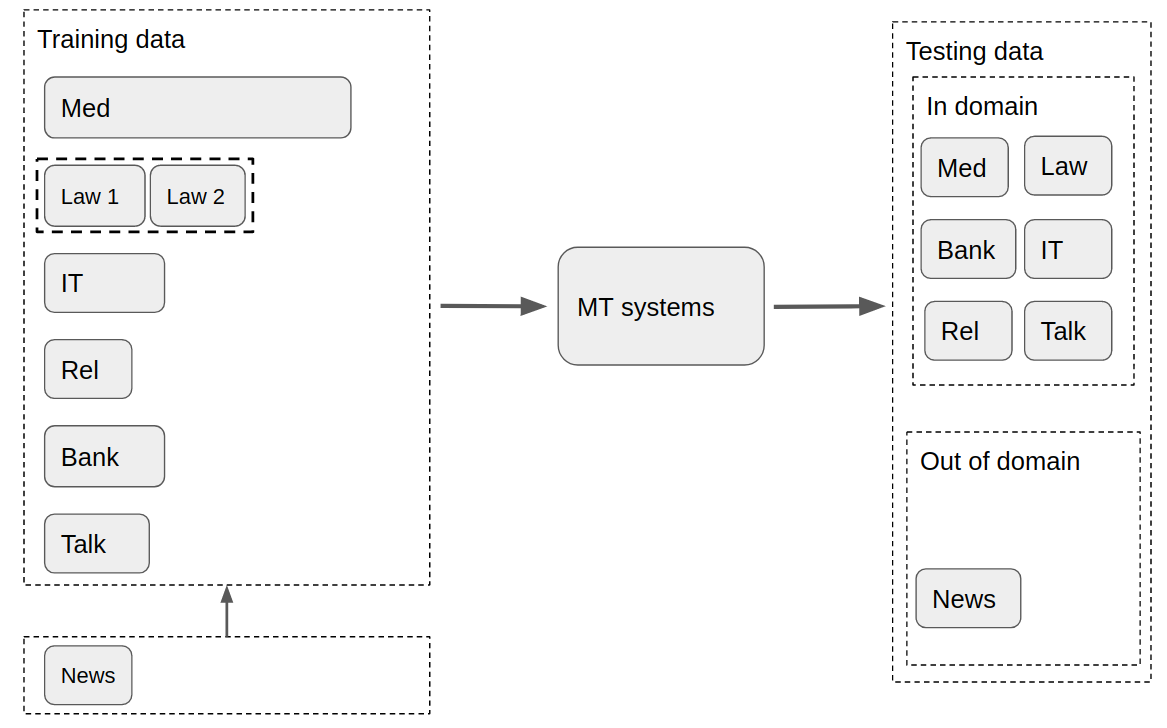 Training data
Med
Law 1
Law 2
IT
Rel
Bank
Talk
News
MT systems
Testing data
In domain
Med
Law
Bank
IT
Rel
Talk
Out of domain
News